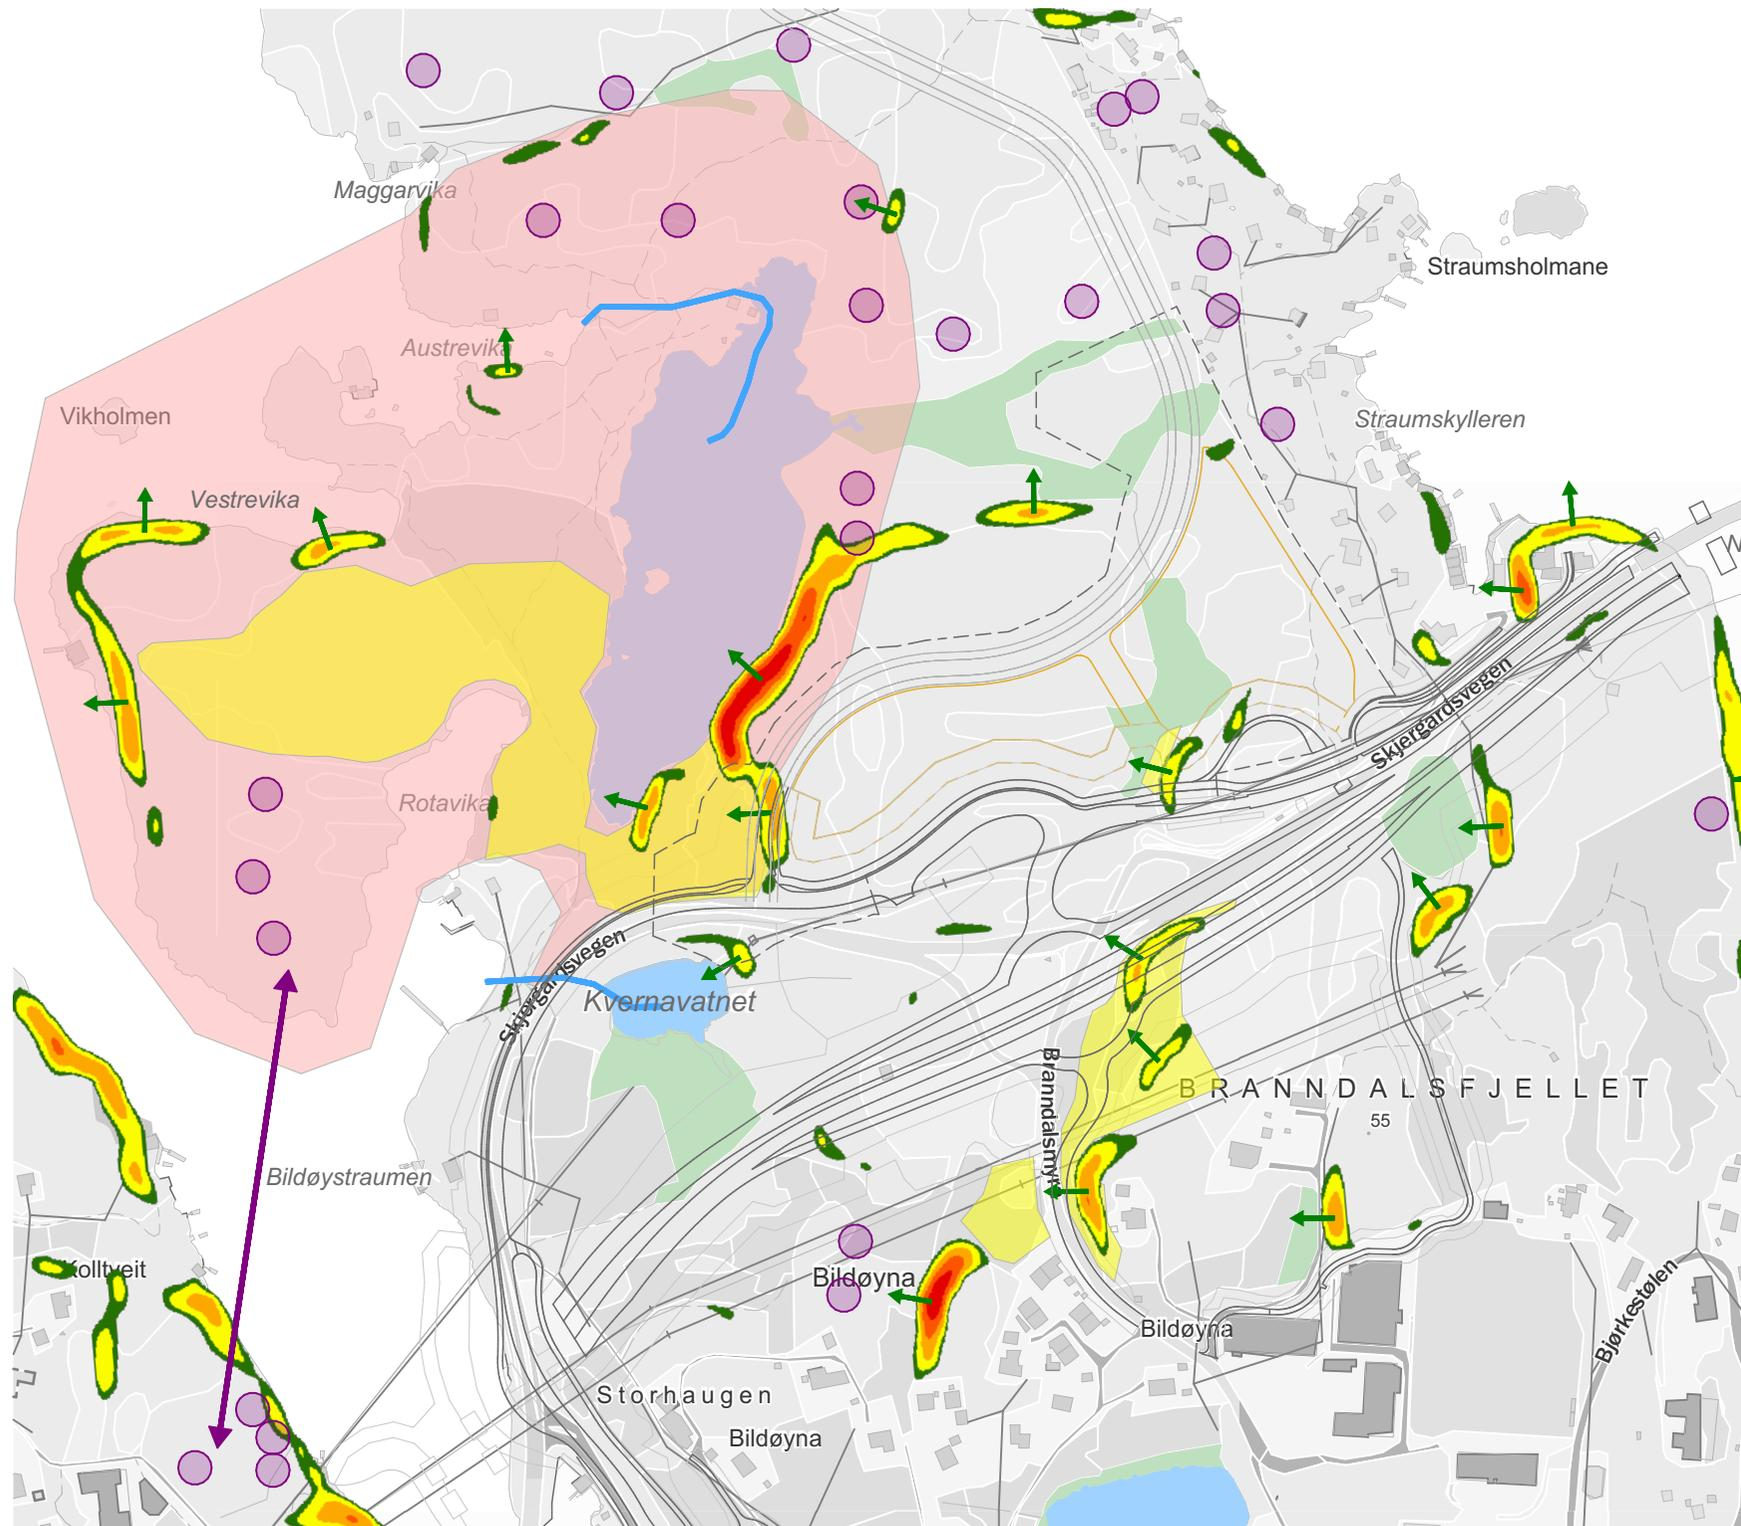 Maggarvika
Straumsholmane
Austrevika
Vikholmen
Straumskylleren
Vestrevika
Skjergardsvegen
Rotavika
Skjergardsvegen
Kvernavatnet
Branndalsmyr
BRANNDALSFJELLET
55
Bildøystraumen
Kolltveit
Bildøyna
Bildøyna
Bjørkestølen
Storhaugen
Bildøyna